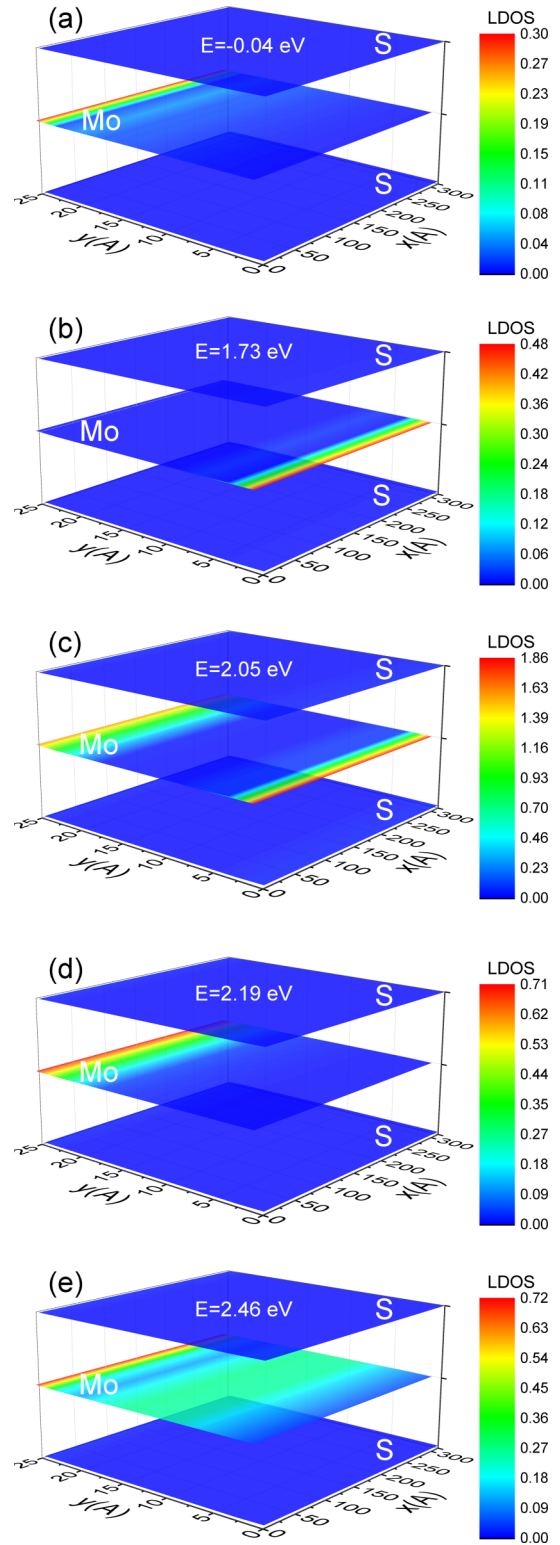 (a)
E=-0.04 eV
S
Mo
S
25
20
15
10
5
0
y(A)
0
50
100
150
200
250
300
x(A)
LDOS
0.30
0.26
0.23
0.19
0.15
0.11
0.08
0.04
0.00
(b)
E=1.73 eV
S
Mo
S
25
20
15
10
5
0
y(A)
0
50
100
150
200
250
300
x(A)
LDOS
0.48
0.42
0.36
0.30
0.24
0.18
0.12
0.06
0.00
(c)
E=2.05 eV
S
Mo
S
25
20
15
10
5
0
y(A)
0
50
100
150
200
250
300
x(A)
LDOS
1.86
1.63
1.39
1.16
0.93
0.70
0.46
0.23
0.00
(d)
E=2.19 eV
S
Mo
S
25
20
15
10
5
0
y(A)
0
50
100
150
200
250
300
x(A)
LDOS
0.71
0.62
0.53
0.44
0.35
0.26
0.18
0.09
0.00
(e)
E=2.46 eV
S
Mo
S
25
20
15
10
5
0
y(A)
0
50
100
150
200
250
300
x(A)
LDOS
0.72
0.63
0.54
0.45
0.36
0.27
0.18
0.09
0.00